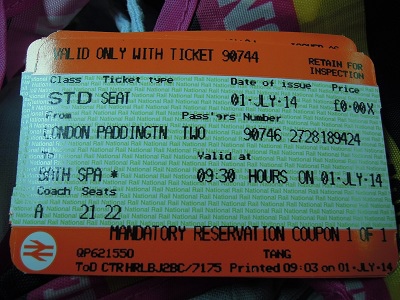 VALID ONLY WITH TICKET 90744
RETAIN FOR
INSPECTION
Class Ticket type Date of issue Price
STD SEAT 01-JLY-14 £0·00X
From Pass'grs Number
LONDON PADDINGTN TWO 90746 2728189424
To Valid at
BATH SPA * 09:30 HOURS ON 01-JLY-14
Coach Seats
A 21 22
MANDATORY RESERVATION COUPON 1 OF 1
QP621550 TANG
ToD CTRHRLBJ2BC/7175 Printed 09:03 on 01-JLY-14